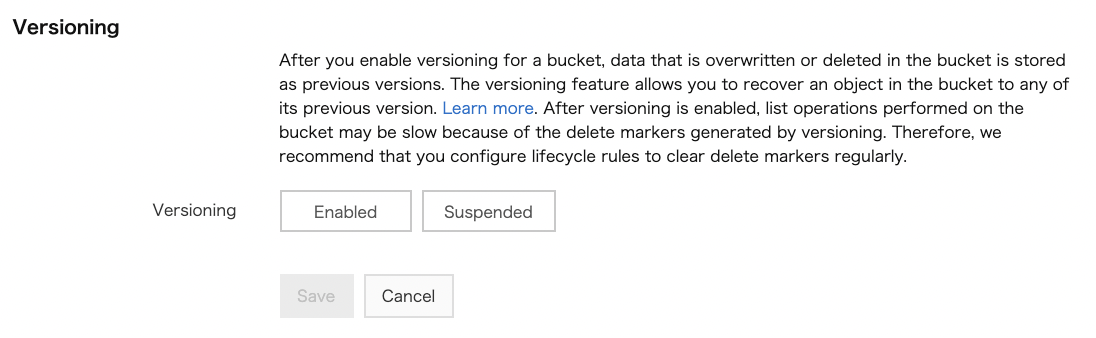 Versioning
After you enable versioning for a bucket, data that is overwritten or deleted in the bucket is stored
as previous versions. The versioning feature allows you to recover an object in the bucket to any of
its previous version. Learn more. After versioning is enabled, list operations performed on the
bucket may be slow because of the delete markers generated by versioning. Therefore, we
recommend that you configure lifecycle rules to clear delete markers regularly.
Versioning Enabled Suspended
Save Cancel